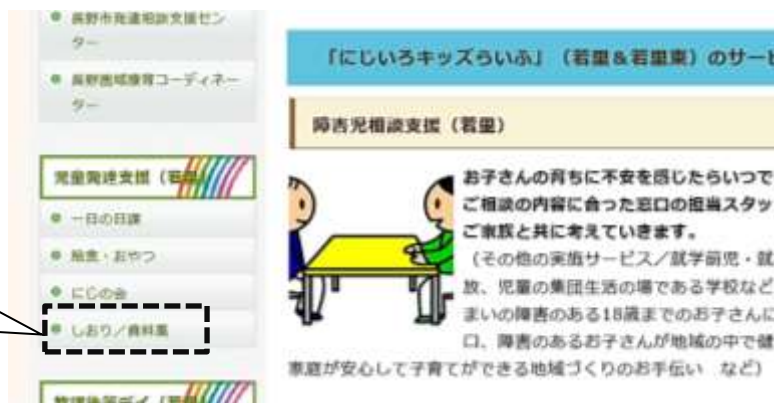 長野市発達相談支援セン
ター
長野圏域療育コーディネー
ター
児童発達支援（若
一日の日課
給食・おやつ
にじの会
しおり／資料集
放課後等デイ（若
「にじいろキッズらいふ」（若里＆若里東）のサービ
障害児相談支援（若里）
お子さんの育ちに不安を感じたらいつで
ご相談の内容に合った窓口の担当スタッ
ご家族と共に考えていきます。
（その他の実施サービス／就学前児・就
放、児童の集団生活の場である学校など
まいの障害のある18歳までのお子さんに
口、障害のあるお子さんが地域の中で健
家庭が安心して子育てができる地域づくりのお手伝い　など）